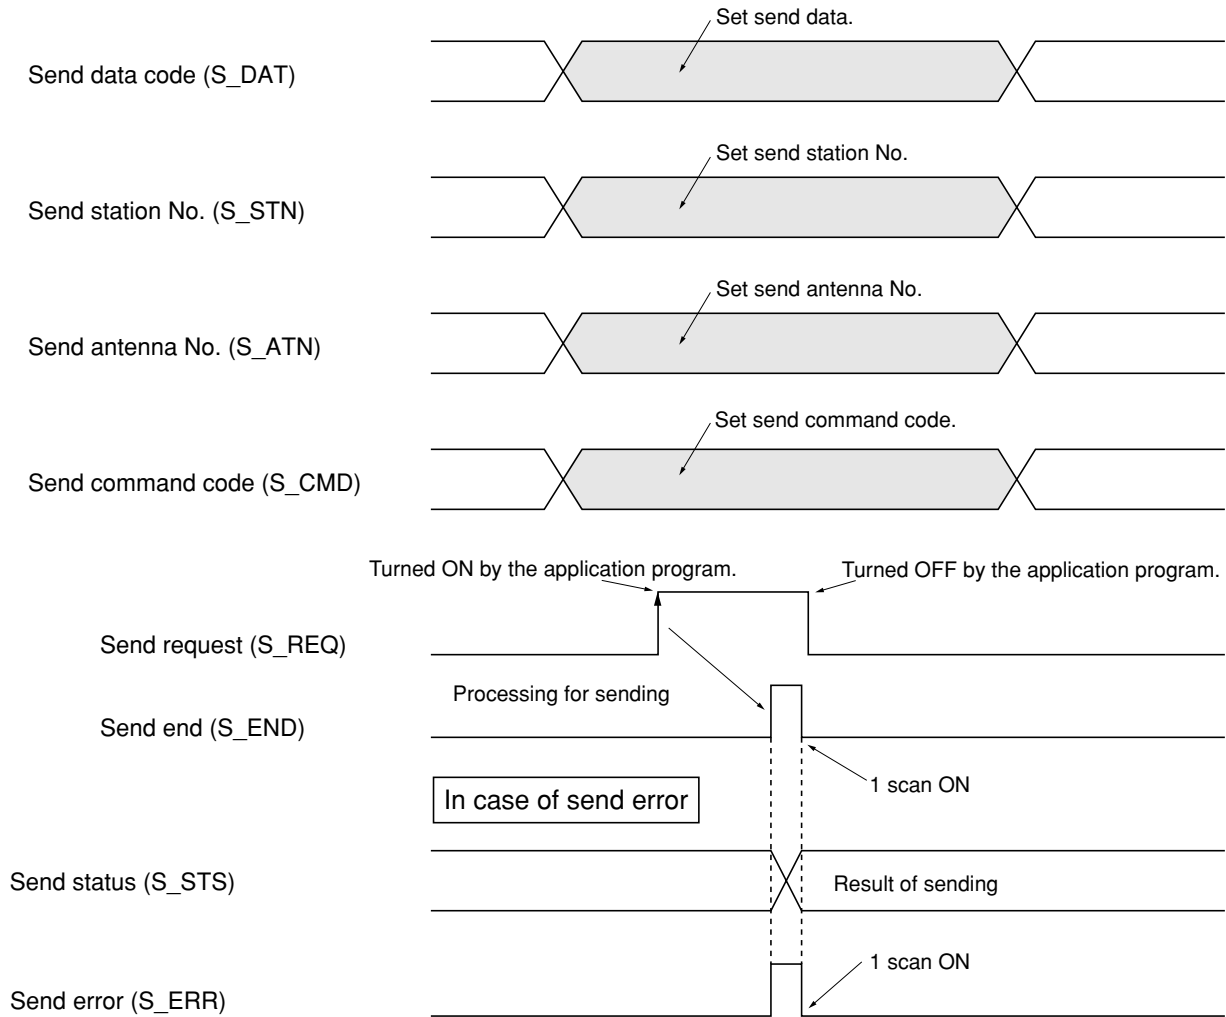 Set send data.
Send data code (S_DAT)
Set send station No.
Send station No. (S_STN)
Set send antenna No.
Send antenna No. (S_ATN)
Set send command code.
Send command code (S_CMD)
Turned ON by the application program.
Turned OFF by the application program.
Send request (S_REQ)
Processing for sending
Send end (S_END)
1 scan ON
In case of send error
Send status (S_STS)
Result of sending
1 scan ON
Send error (S_ERR)